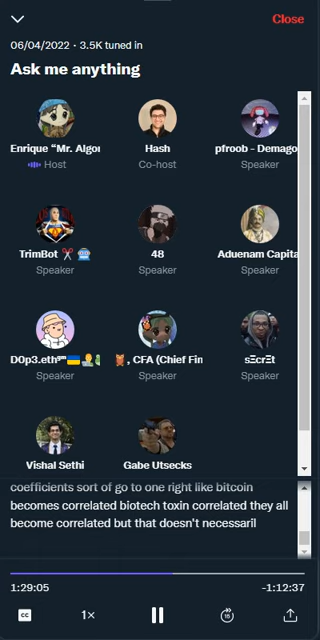 Close
06/04/2022 · 3.5K tuned in
Ask me anything
Enrique "Mr. Algor Hash pfroob - Demago
Host Co-host Speaker
TrimBot ✂️ 🤖 48 Aduenam Capita
Speaker Speaker Speaker
D0p3.eth 🇺🇦 , CFA (Chief Fin sΞcrΞt
Speaker Speaker Speaker
Vishal Sethi Gabe Utsecks
coefficients sort of go to one right like bitcoin
becomes correlated biotech toxin correlated they all
become correlated but that doesn't necessaril
1:29:05 -1:12:37
CC 1× 15